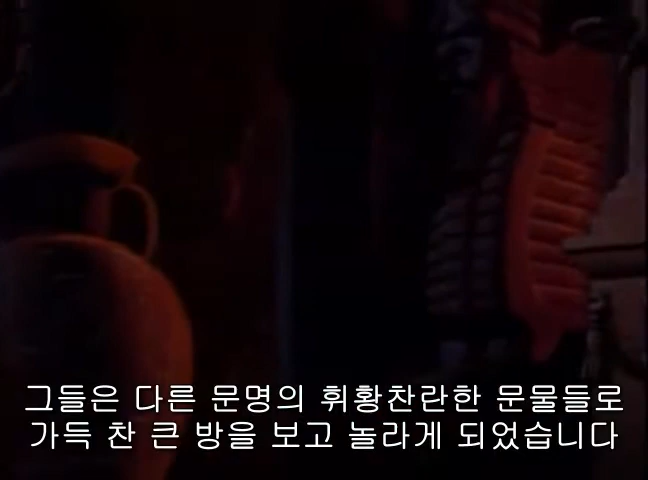 그들은 다른 문명의 휘황찬란한 문물들로
가득 찬 큰 방을 보고 놀라게 되었습니다